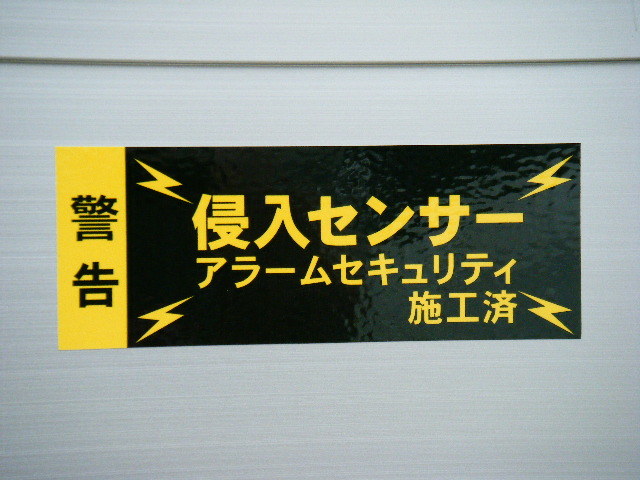 警告
侵入センサー
アラームセキュリティ
施工済